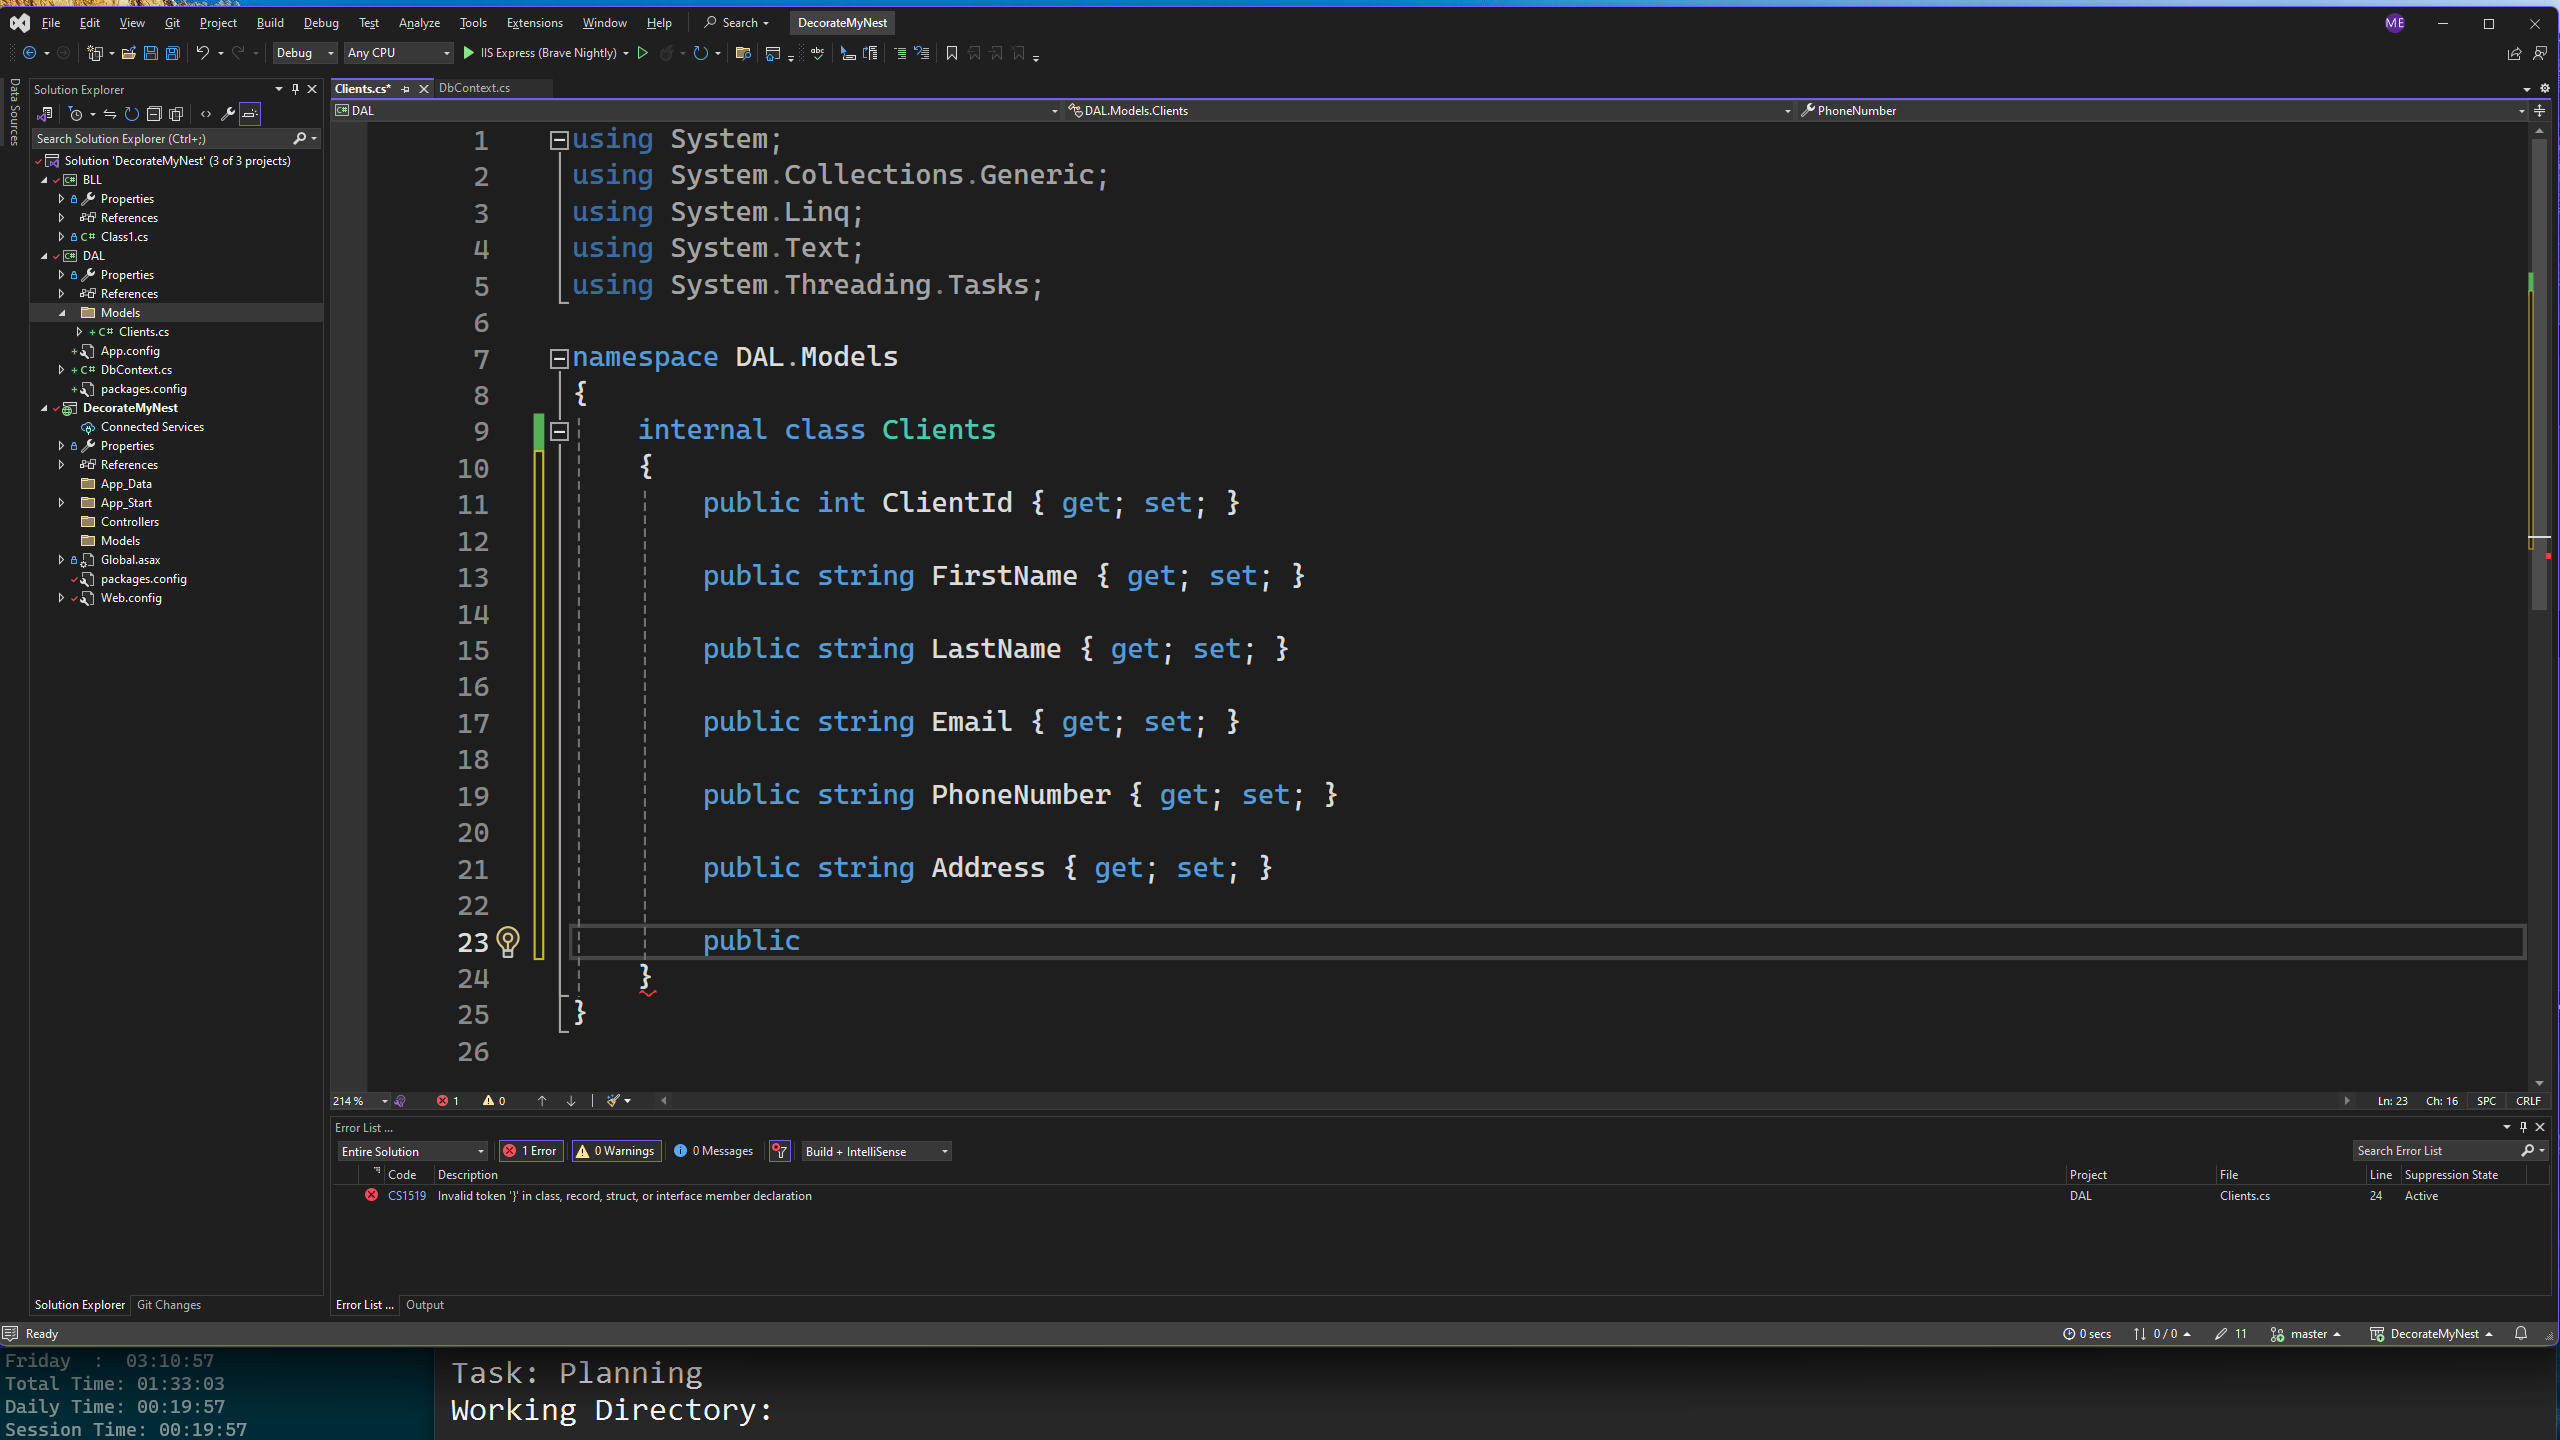 File Edit View Git Project Build Debug Test Analyze Tools Extensions Window Help Search DecorateMyNest ME
Debug Any CPU IIS Express (Brave Nightly)
Data Sources
Solution Explorer
Search Solution Explorer (Ctrl+;)
Solution 'DecorateMyNest' (3 of 3 projects)
BLL
Properties
References
C# Class1.cs
DAL
Properties
References
Models
C# Clients.cs
App.config
C# DbContext.cs
packages.config
DecorateMyNest
Connected Services
Properties
References
App_Data
App_Start
Controllers
Models
Global.asax
packages.config
Web.config
Solution Explorer Git Changes
Clients.cs* DbContext.cs
DAL DAL.Models.Clients PhoneNumber
1 using System;
2 using System.Collections.Generic;
3 using System.Linq;
4 using System.Text;
5 using System.Threading.Tasks;
6
7 namespace DAL.Models
8 {
9 internal class Clients
10 {
11 public int ClientId { get; set; }
12
13 public string FirstName { get; set; }
14
15 public string LastName { get; set; }
16
17 public string Email { get; set; }
18
19 public string PhoneNumber { get; set; }
20
21 public string Address { get; set; }
22
23 public
24 }
25 }
26
214 % 1 0 Ln: 23 Ch: 16 SPC CRLF
Error List ...
Entire Solution 1 Error 0 Warnings 0 Messages Build + IntelliSense Search Error List
Code Description Project File Line Suppression State
CS1519 Invalid token '}' in class, record, struct, or interface member declaration DAL Clients.cs 24 Active
Error List ... Output
Ready 0 secs 0 / 0 11 master DecorateMyNest
Friday : 03:10:57
Total Time: 01:33:03
Daily Time: 00:19:57
Session Time: 00:19:57
Task: Planning
Working Directory: